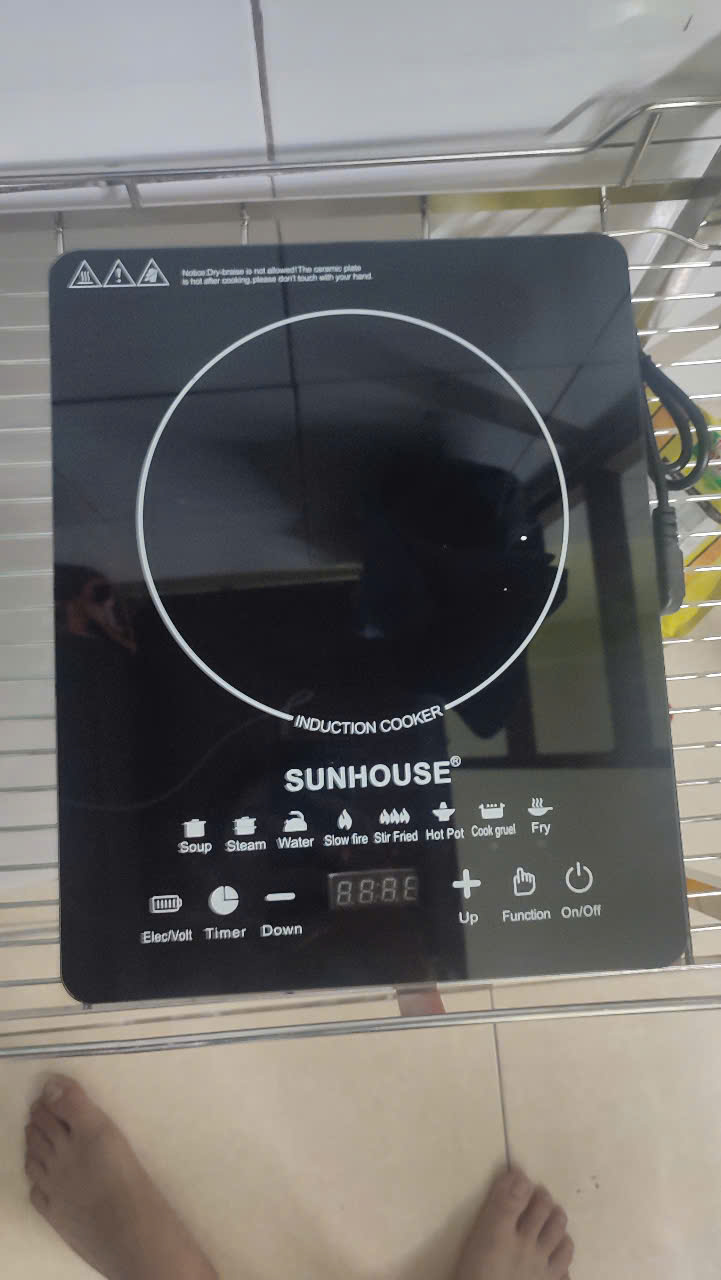 Notice:Dry-braise is not allowed!The ceramic plate
is hot after cooking,please don't touch with your hand.
INDUCTION COOKER
SUNHOUSE®
Soup Steam Water Slow fire Stir Fried Hot Pot Cook gruel Fry
Elec/Volt Timer Down Up Function On/Off